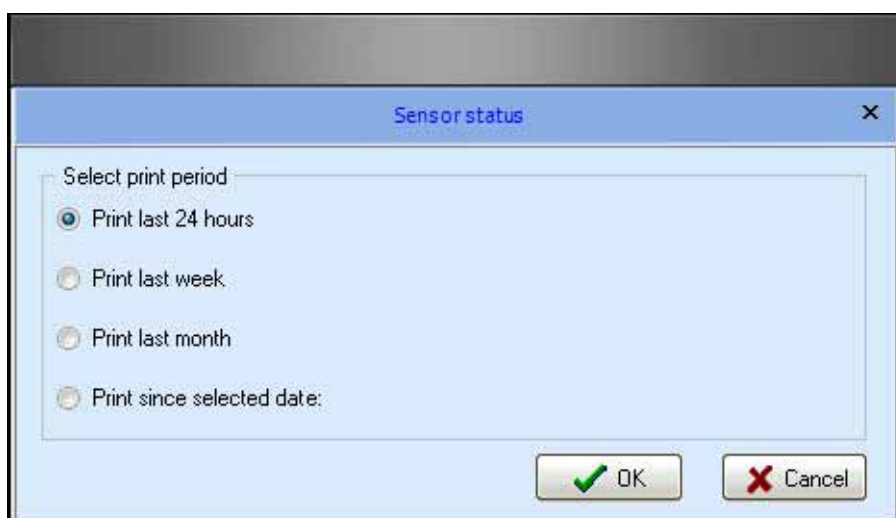 Sensor status
Select print period
Print last 24 hours
Print last week
Print last month
Print since selected date:
OK
Cancel